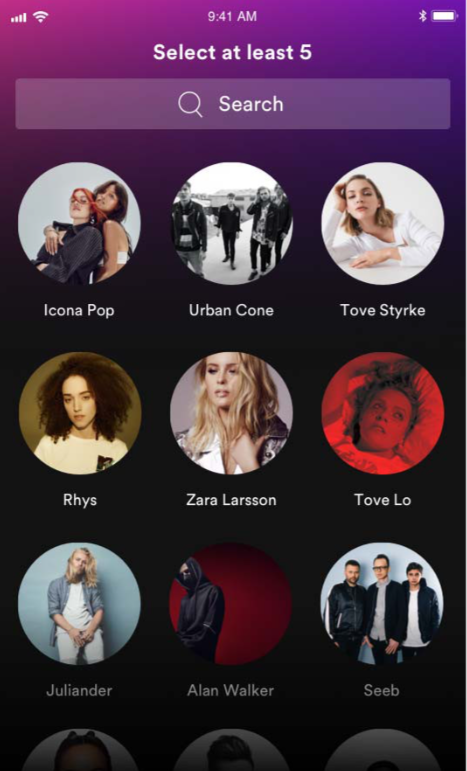 9:41 AM
Select at least 5
Search
Icona Pop
Urban Cone
Tove Styrke
Rhys
Zara Larsson
Tove Lo
Juliander
Alan Walker
Seeb